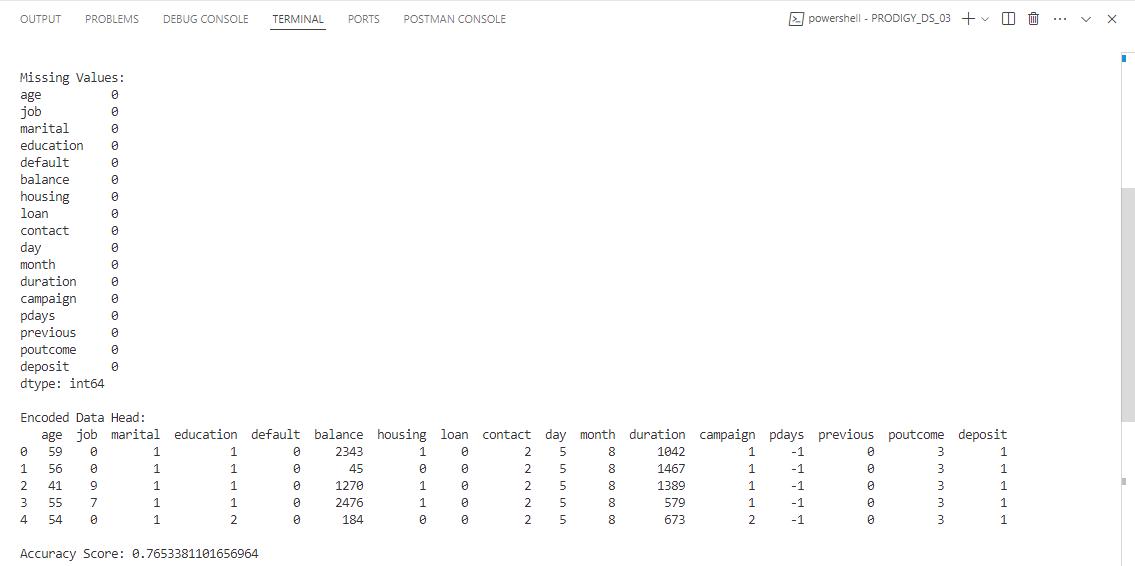 OUTPUT PROBLEMS DEBUG CONSOLE TERMINAL PORTS POSTMAN CONSOLE powershell - PRODIGY_DS_03
Missing Values:
age 0
job 0
marital 0
education 0
default 0
balance 0
housing 0
loan 0
contact 0
day 0
month 0
duration 0
campaign 0
pdays 0
previous 0
poutcome 0
deposit 0
dtype: int64
Encoded Data Head:
age job marital education default balance housing loan contact day month duration campaign pdays previous poutcome deposit
0 59 0 1 1 0 2343 1 0 2 5 8 1042 1 -1 0 3 1
1 56 0 1 1 0 45 0 0 2 5 8 1467 1 -1 0 3 1
2 41 9 1 1 0 1270 1 0 2 5 8 1389 1 -1 0 3 1
3 55 7 1 1 0 2476 1 0 2 5 8 579 1 -1 0 3 1
4 54 0 1 2 0 184 0 0 2 5 8 673 2 -1 0 3 1
Accuracy Score: 0.7653381101656964